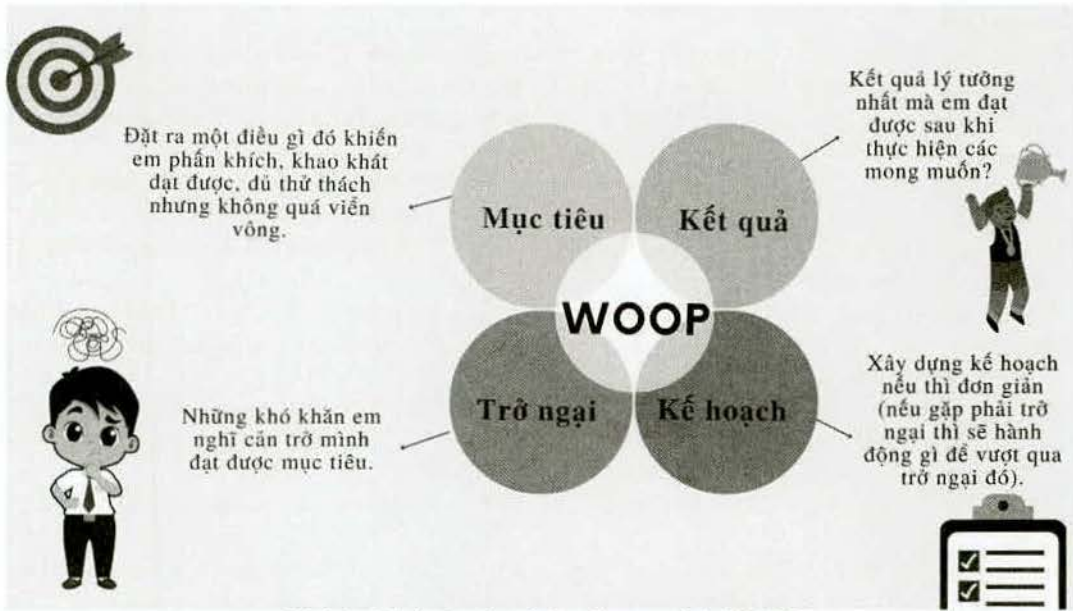 Đặt ra một điều gì đó khiến
em phấn khích, khao khát
đạt được, đủ thử thách
nhưng không quá viển
vông.
Mục tiêu
Kết quả
Kết quả lý tưởng
nhất mà em đạt
được sau khi
thực hiện các
mong muốn?
WOOP
Những khó khăn em
nghĩ cản trở mình
đạt được mục tiêu.
Trở ngại
Kế hoạch
Xây dựng kế hoạch
nếu thì đơn giản
(nếu gặp phải trở
ngại thì sẽ hành
động gì để vượt qua
trở ngại đó).